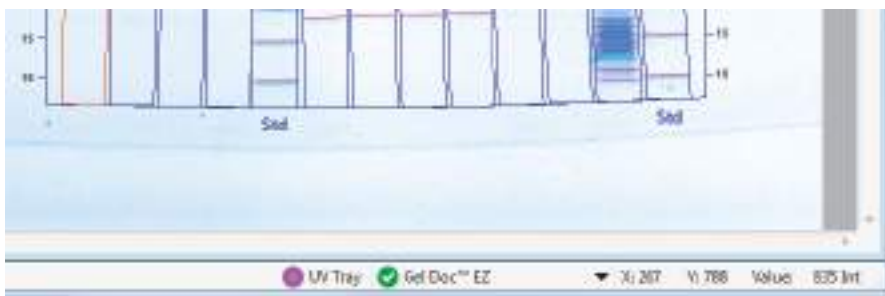 15 15
10 10
Std Std
UV Tray Gel Doc™ EZ X: 267 Y: 788 Value: 835 Int